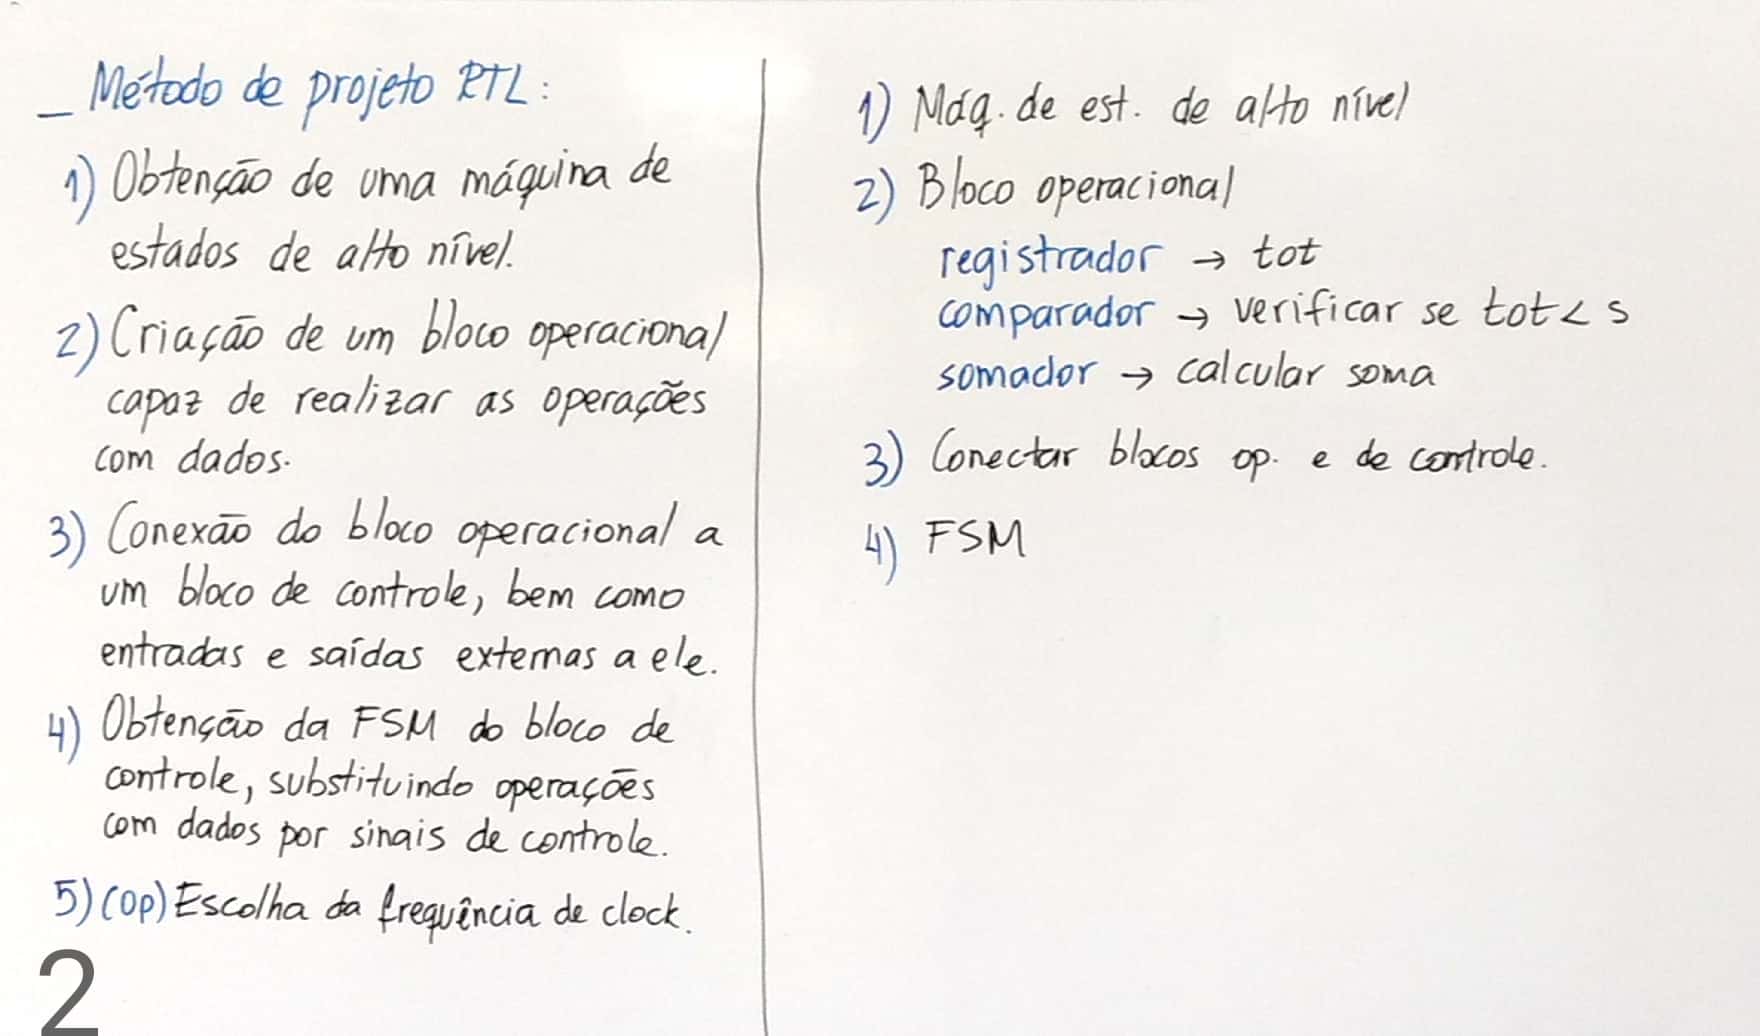 _ Método de projeto RTL:
1) Obtenção de uma máquina de
estados de alto nível.
2) Criação de um bloco operacional
capaz de realizar as operações
com dados.
3) Conexão do bloco operacional a
um bloco de controle, bem como
entradas e saídas externas a ele.
4) Obtenção da FSM do bloco de
controle, substituindo operações
com dados por sinais de controle.
5) (op) Escolha da frequência de clock.
2
1) Máq. de est. de alto nível
2) Bloco operacional
registrador → tot
comparador → verificar se tot < s
somador → calcular soma
3) Conectar blocos op. e de controle.
4) FSM